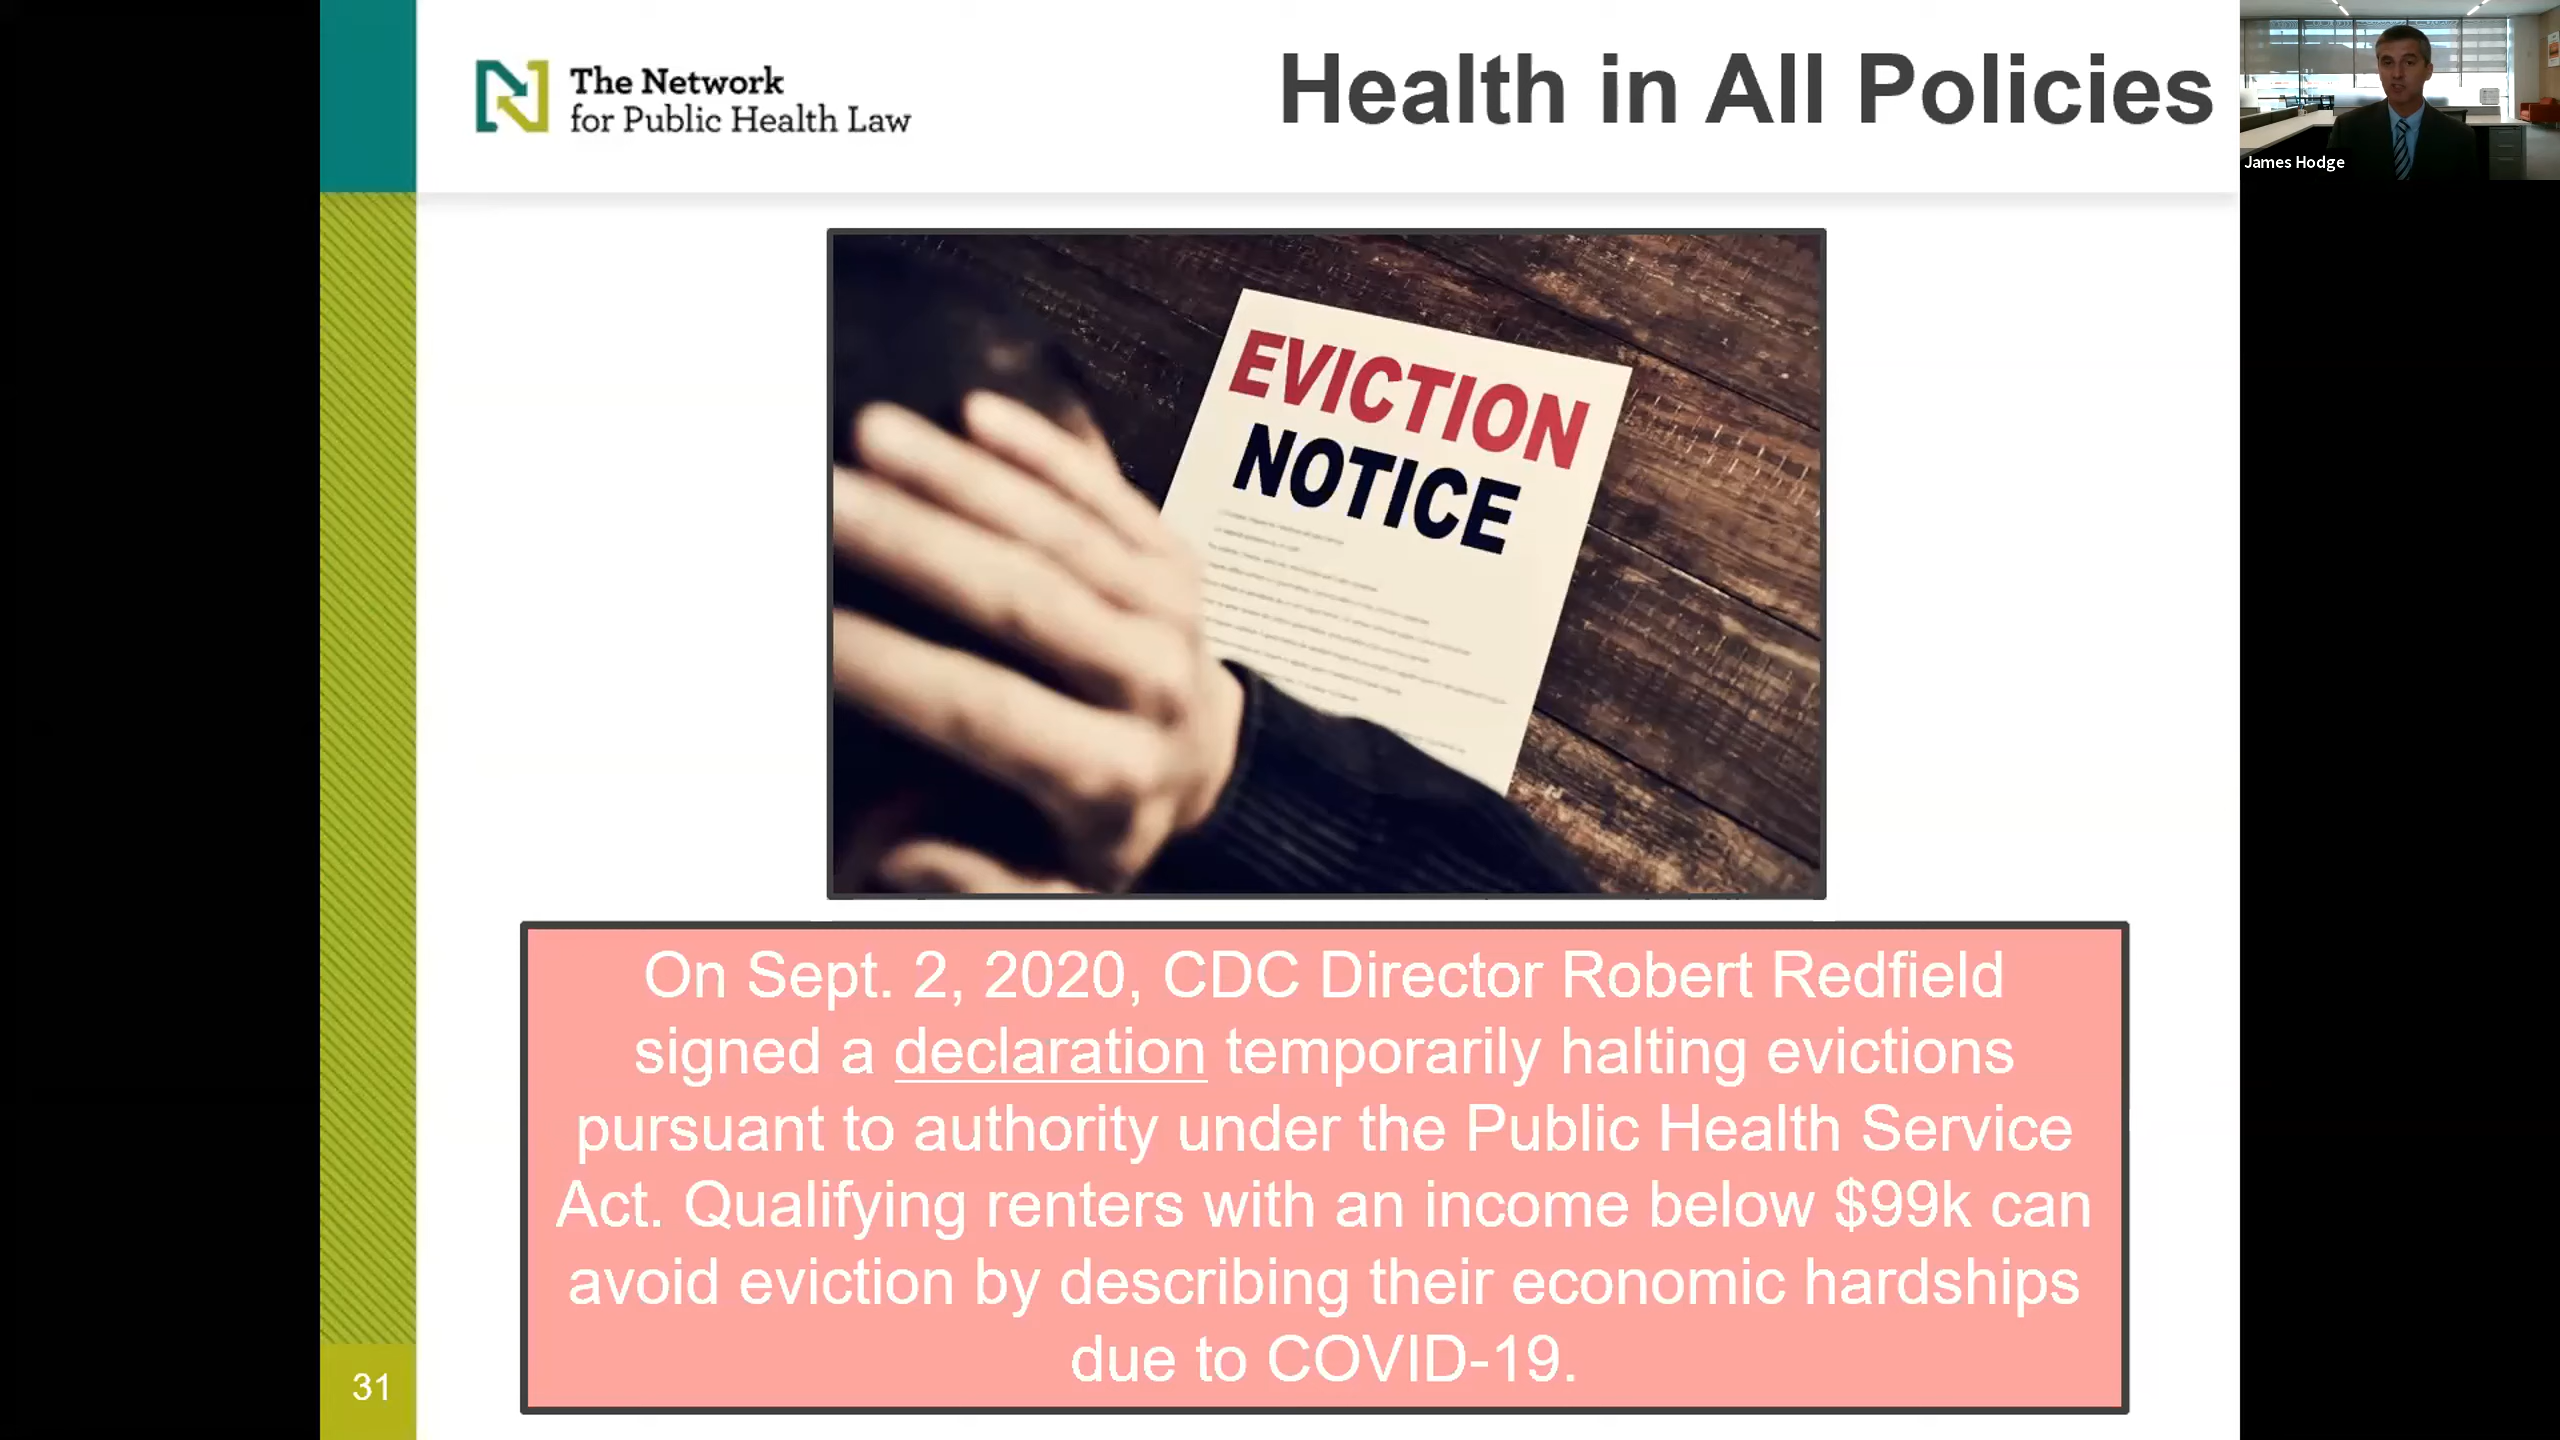 The Network
for Public Health Law
Health in All Policies
James Hodge
EVICTION
NOTICE
On Sept. 2, 2020, CDC Director Robert Redfield
signed a declaration temporarily halting evictions
pursuant to authority under the Public Health Service
Act. Qualifying renters with an income below $99k can
avoid eviction by describing their economic hardships
due to COVID-19.
31